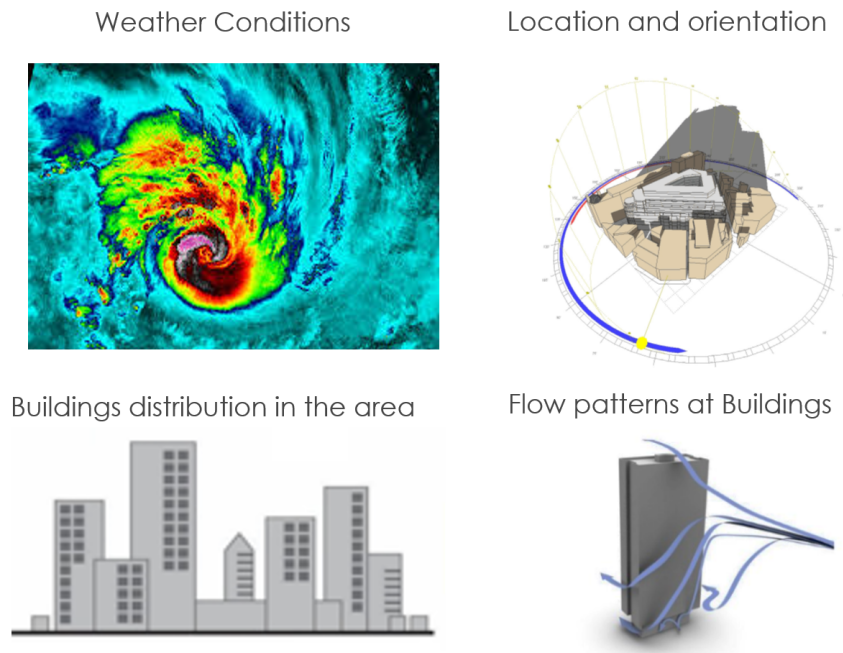 Weather Conditions
Location and orientation
Buildings distribution in the area
Flow patterns at Buildings